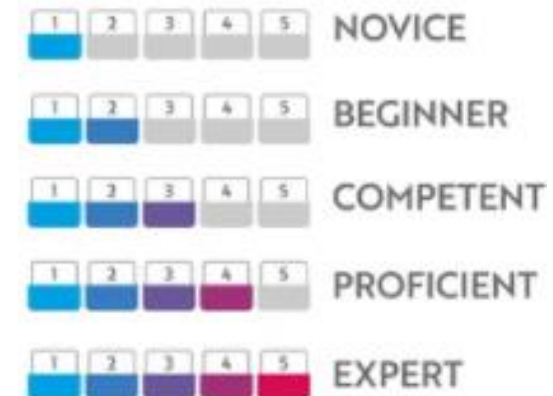 1 2 3 4 5 NOVICE
1 2 3 4 5 BEGINNER
1 2 3 4 5 COMPETENT
1 2 3 4 5 PROFICIENT
1 2 3 4 5 EXPERT